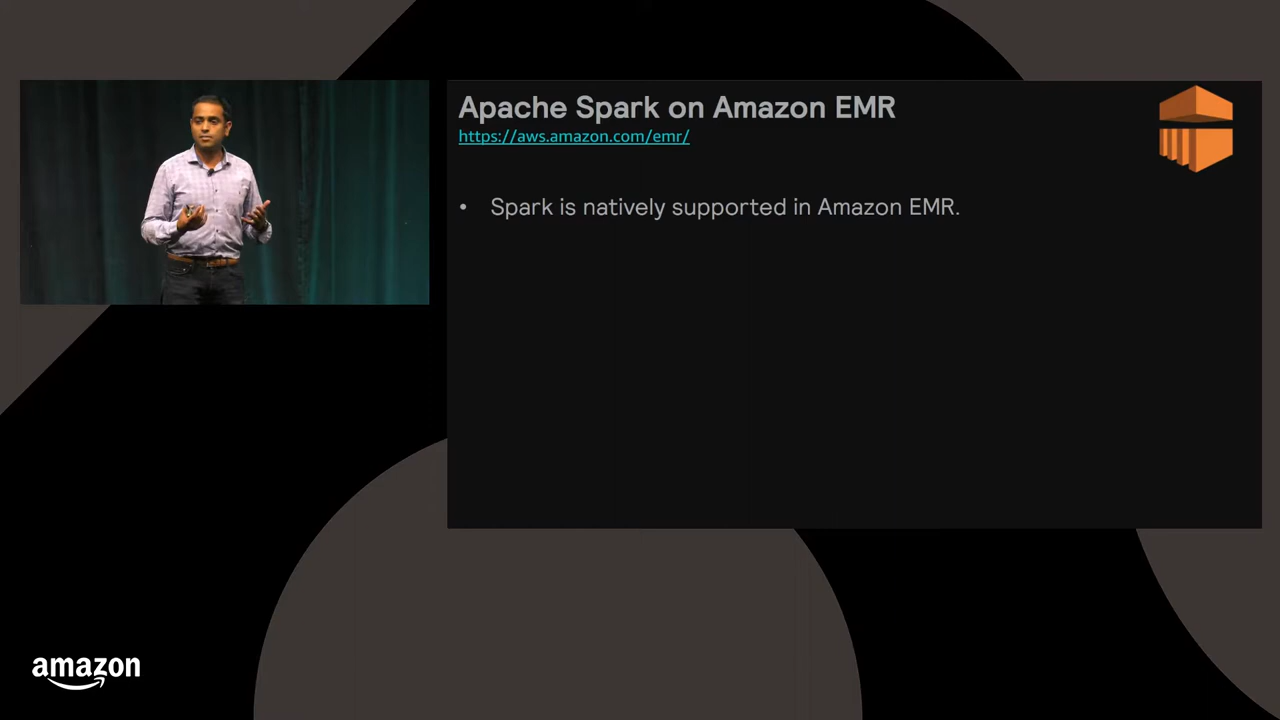 Apache Spark on Amazon EMR
https://aws.amazon.com/emr/
• Spark is natively supported in Amazon EMR.
amazon